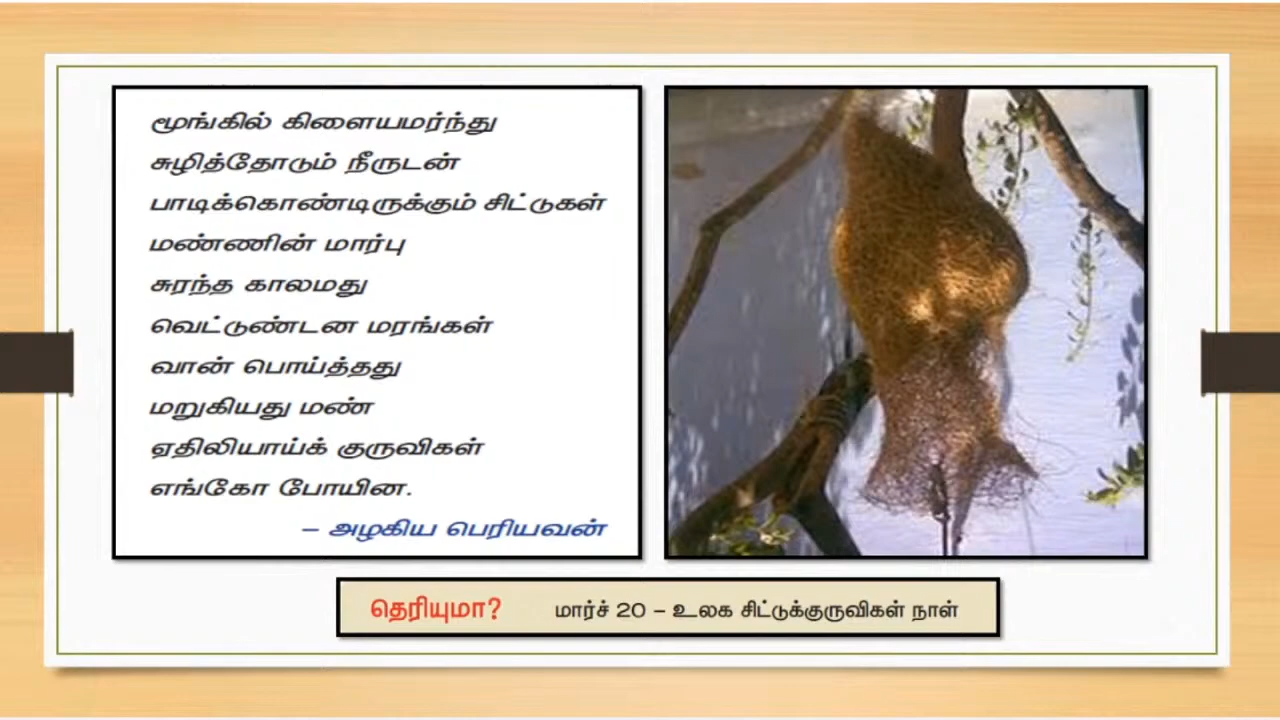 மூங்கில் கிளையமர்ந்து
சுழித்தோடும் நீருடன்
பாடிக்கொண்டிருக்கும் சிட்டுகள்
மண்ணின் மார்பு
சுரந்த காலமது
வெட்டுண்டன மரங்கள்
வான் பொய்த்தது
மறுகியது மண்
ஏதிலியாய்க் குருவிகள்
எங்கோ போயின.
– அழகிய பெரியவன்
தெரியுமா? மார்ச் 20 – உலக சிட்டுக்குருவிகள் நாள்